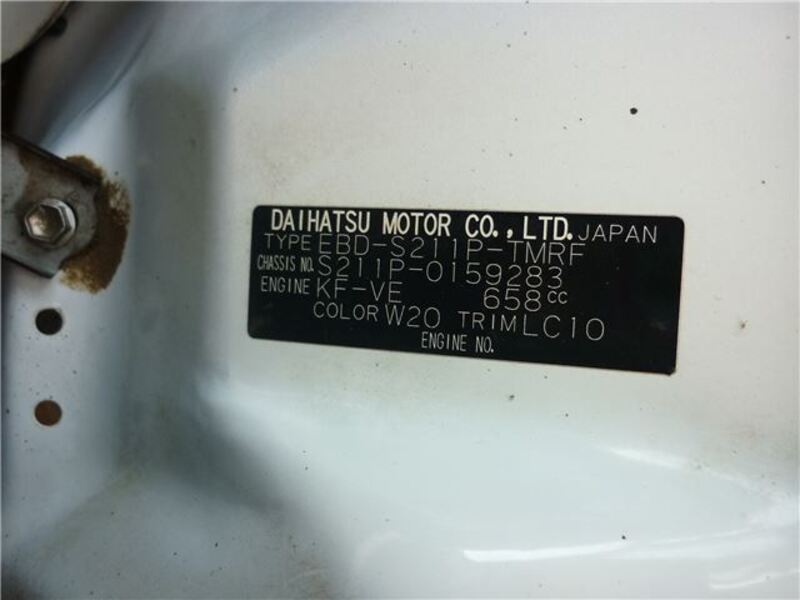 DAIHATSU MOTOR CO., LTD. JAPAN
TYPE EBD-S211P-TMRF
CHASSIS NO. S211P-0159283
ENGINE KF-VE 658cc
COLOR W20 TRIM LC10
ENGINE NO.